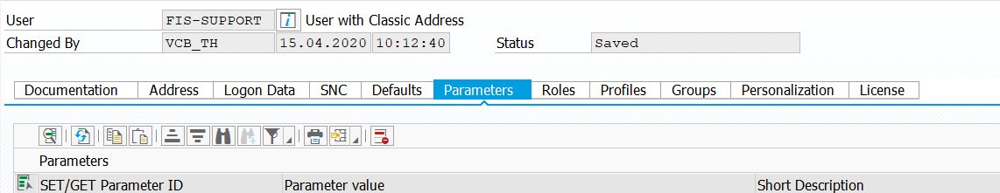 User FIS-SUPPORT User with Classic Address
Changed By VCB_TH 15.04.2020 10:12:40 Status Saved
Documentation Address Logon Data SNC Defaults Parameters Roles Profiles Groups Personalization License
Parameters
SET/GET Parameter ID Parameter value Short Description